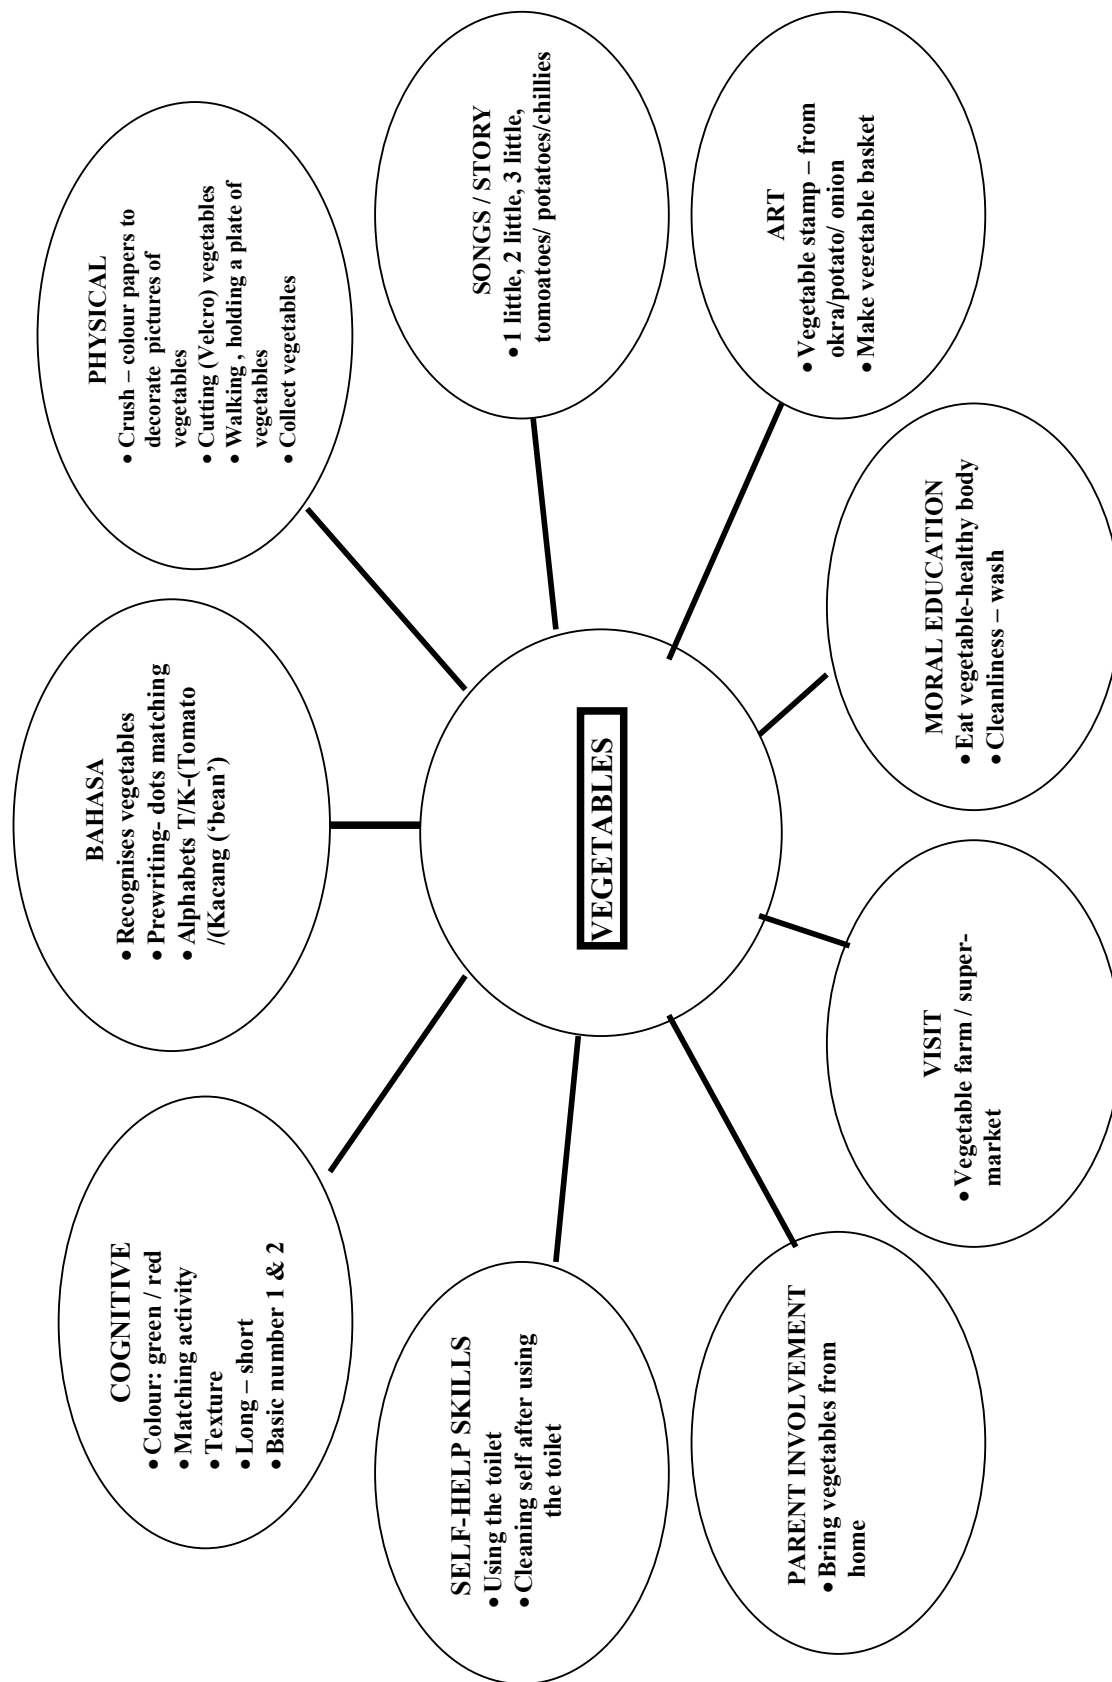 COGNITIVE
•Colour: green / red
•Matching activity
•Texture
•Long – short
•Basic number 1 & 2
BAHASA
•Recognises vegetables
•Prewriting- dots matching
•Alphabets T/K-(Tomato
/(Kacang (‘bean’)
PHYSICAL
•Crush – colour papers to
decorate pictures of
vegetables
•Cutting (Velcro) vegetables
•Walking , holding a plate of
vegetables
•Collect vegetables
SELF-HELP SKILLS
•Using the toilet
•Cleaning self after using
the toilet
VEGETABLES
SONGS / STORY
•1 little, 2 little, 3 little,
tomoatoes/ potatoes/chillies
PARENT INVOLVEMENT
•Bring vegetables from
home
VISIT
•Vegetable farm / super-
market
MORAL EDUCATION
•Eat vegetable-healthy body
•Cleanliness – wash
ART
•Vegetable stamp – from
okra/potato/ onion
•Make vegetable basket